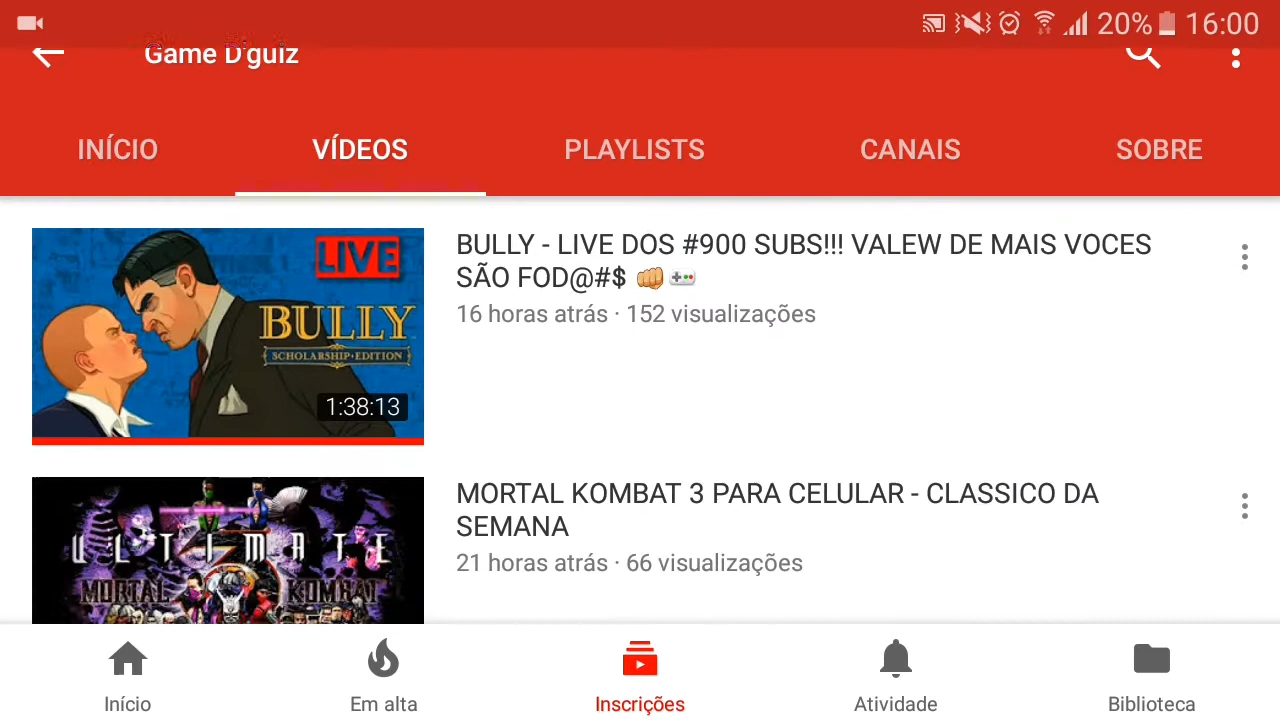 20% 16:00
Game D'guiz
INÍCIO VÍDEOS PLAYLISTS CANAIS SOBRE
LIVE
BULLY
SCHOLARSHIP EDITION
1:38:13
BULLY - LIVE DOS #900 SUBS!!! VALEW DE MAIS VOCES
SÃO FOD@#$ 👊🎮
16 horas atrás · 152 visualizações
ULTIMATE
MORTAL KOMBAT
MORTAL KOMBAT 3 PARA CELULAR - CLASSICO DA
SEMANA
21 horas atrás · 66 visualizações
Início Em alta Inscrições Atividade Biblioteca